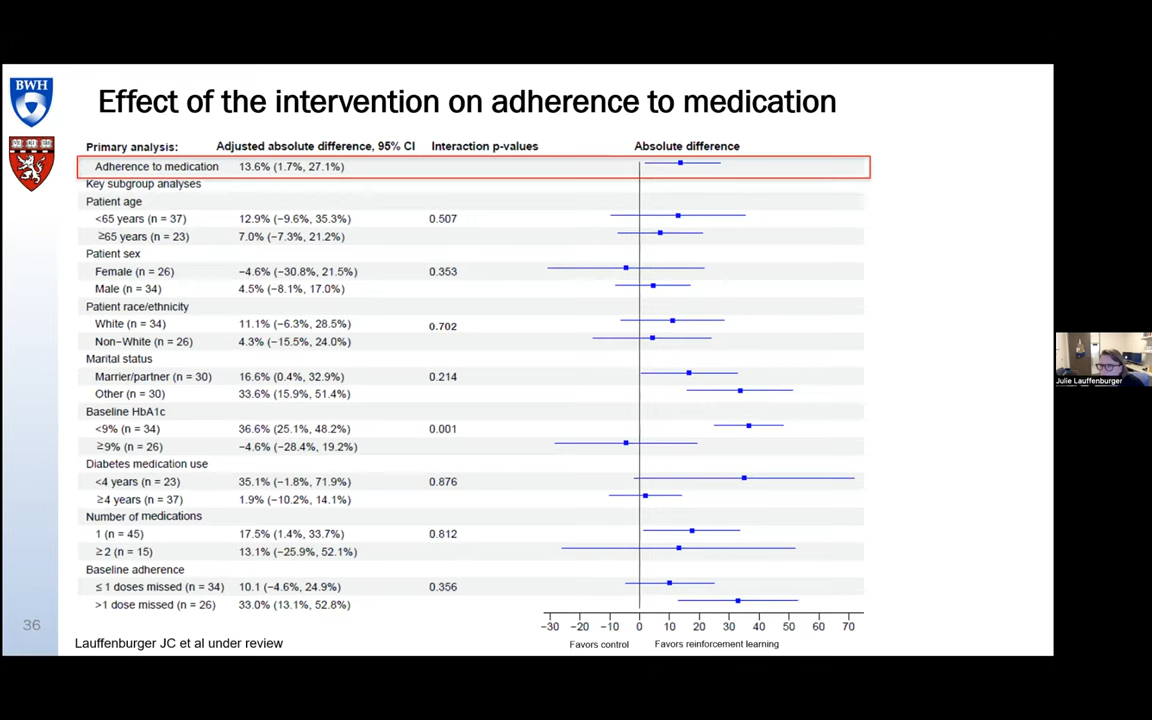 BWH
Effect of the intervention on adherence to medication
Primary analysis: Adjusted absolute difference, 95% CI Interaction p-values Absolute difference
Adherence to medication 13.6% (1.7%, 27.1%)
Key subgroup analyses
Patient age
<65 years (n = 37) 12.9% (−9.6%, 35.3%) 0.507
≥65 years (n = 23) 7.0% (−7.3%, 21.2%)
Patient sex
Female (n = 26) −4.6% (−30.8%, 21.5%) 0.353
Male (n = 34) 4.5% (−8.1%, 17.0%)
Patient race/ethnicity
White (n = 34) 11.1% (−6.3%, 28.5%) 0.702
Non−White (n = 26) 4.3% (−15.5%, 24.0%)
Marital status
Marrier/partner (n = 30) 16.6% (0.4%, 32.9%) 0.214
Other (n = 30) 33.6% (15.9%, 51.4%)
Baseline HbA1c
<9% (n = 34) 36.6% (25.1%, 48.2%) 0.001
≥9% (n = 26) −4.6% (−28.4%, 19.2%)
Diabetes medication use
<4 years (n = 23) 35.1% (−1.8%, 71.9%) 0.876
≥4 years (n = 37) 1.9% (−10.2%, 14.1%)
Number of medications
1 (n = 45) 17.5% (1.4%, 33.7%) 0.812
≥2 (n = 15) 13.1% (−25.9%, 52.1%)
Baseline adherence
≤ 1 doses missed (n = 34) 10.1 (−4.6%, 24.9%) 0.356
>1 dose missed (n = 26) 33.0% (13.1%, 52.8%)
−30 −20 −10 0 10 20 30 40 50 60 70
Favors control Favors reinforcement learning
36
Lauffenburger JC et al under review
Julie Lauffenburger